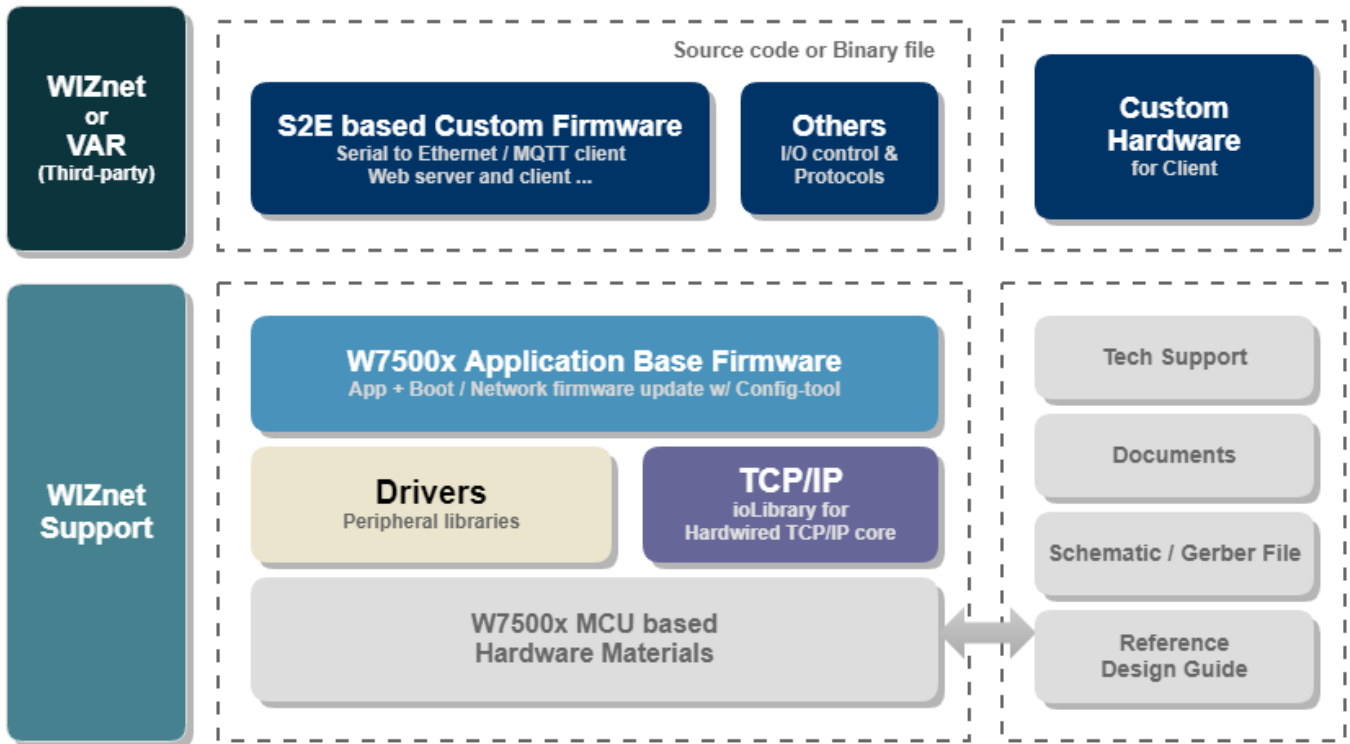 WIZnet
or
VAR
(Third-party)
Source code or Binary file
S2E based Custom Firmware
Serial to Ethernet / MQTT client
Web server and client ...
Others
I/O control &
Protocols
Custom
Hardware
for Client
WIZnet
Support
W7500x Application Base Firmware
App + Boot / Network firmware update w/ Config-tool
Drivers
Peripheral libraries
TCP/IP
ioLibrary for
Hardwired TCP/IP core
W7500x MCU based
Hardware Materials
Tech Support
Documents
Schematic / Gerber File
Reference
Design Guide